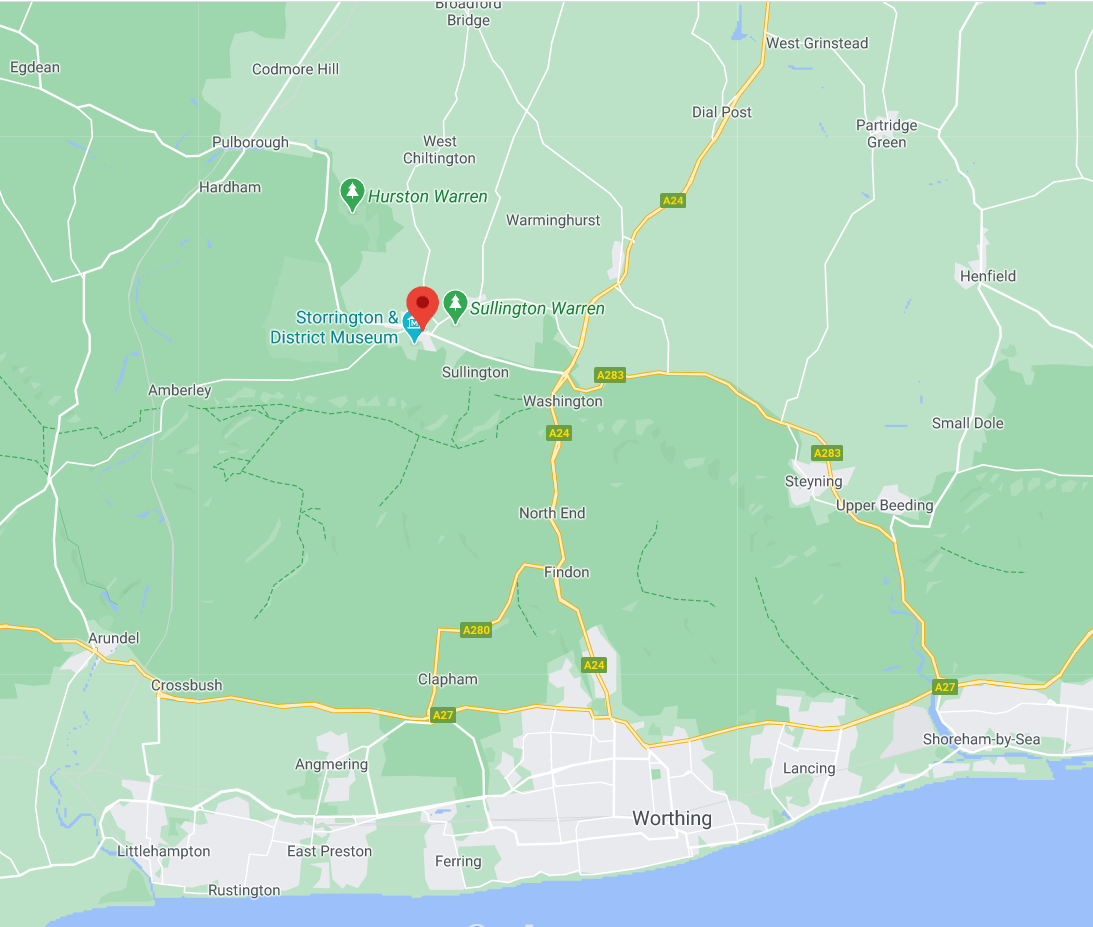 Broadford
Bridge
West Grinstead
Egdean
Codmore Hill
Dial Post
Partridge
Green
Pulborough
West
Chiltington
Hardham
Hurston Warren
A24
Warminghurst
Henfield
Storrington &
District Museum
Sullington Warren
Sullington
A283
Amberley
Washington
Small Dole
A24
A283
Steyning
Upper Beeding
North End
Findon
A280
Arundel
A24
Clapham
Crossbush
A27
A27
Shoreham-by-Sea
Angmering
Lancing
Worthing
Littlehampton
East Preston
Ferring
Rustington